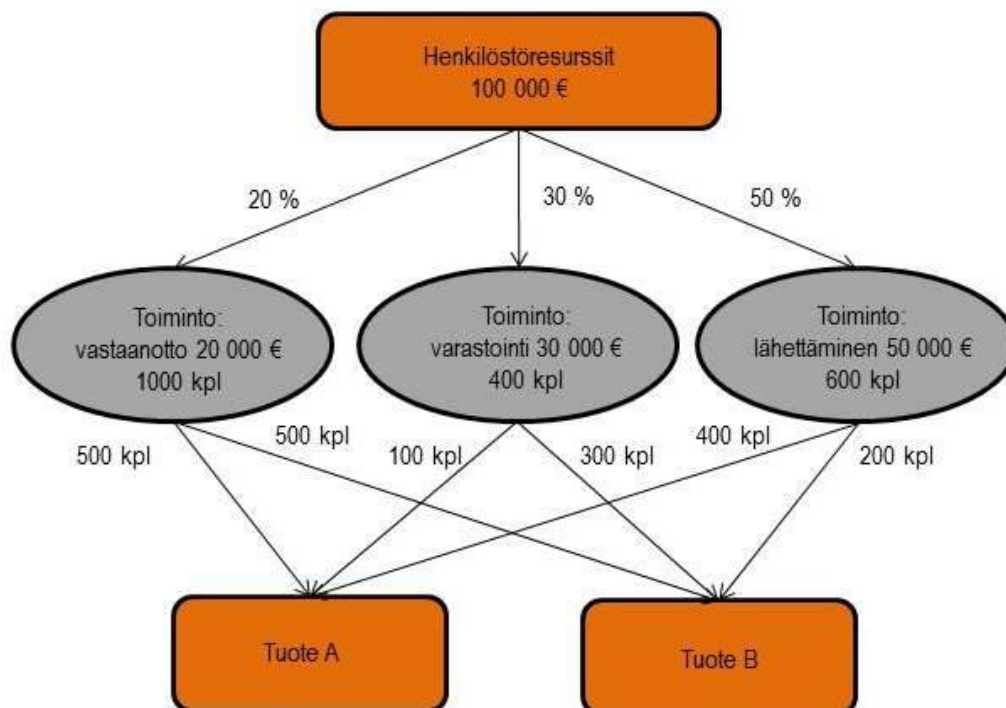 Henkilöstöresurssit
100 000 €
20 %
30 %
50 %
Toiminto:
vastaanotto 20 000 €
1000 kpl
Toiminto:
varastointi 30 000 €
400 kpl
Toiminto:
lähettäminen 50 000 €
600 kpl
500 kpl
500 kpl
100 kpl
300 kpl
400 kpl
200 kpl
Tuote A
Tuote B